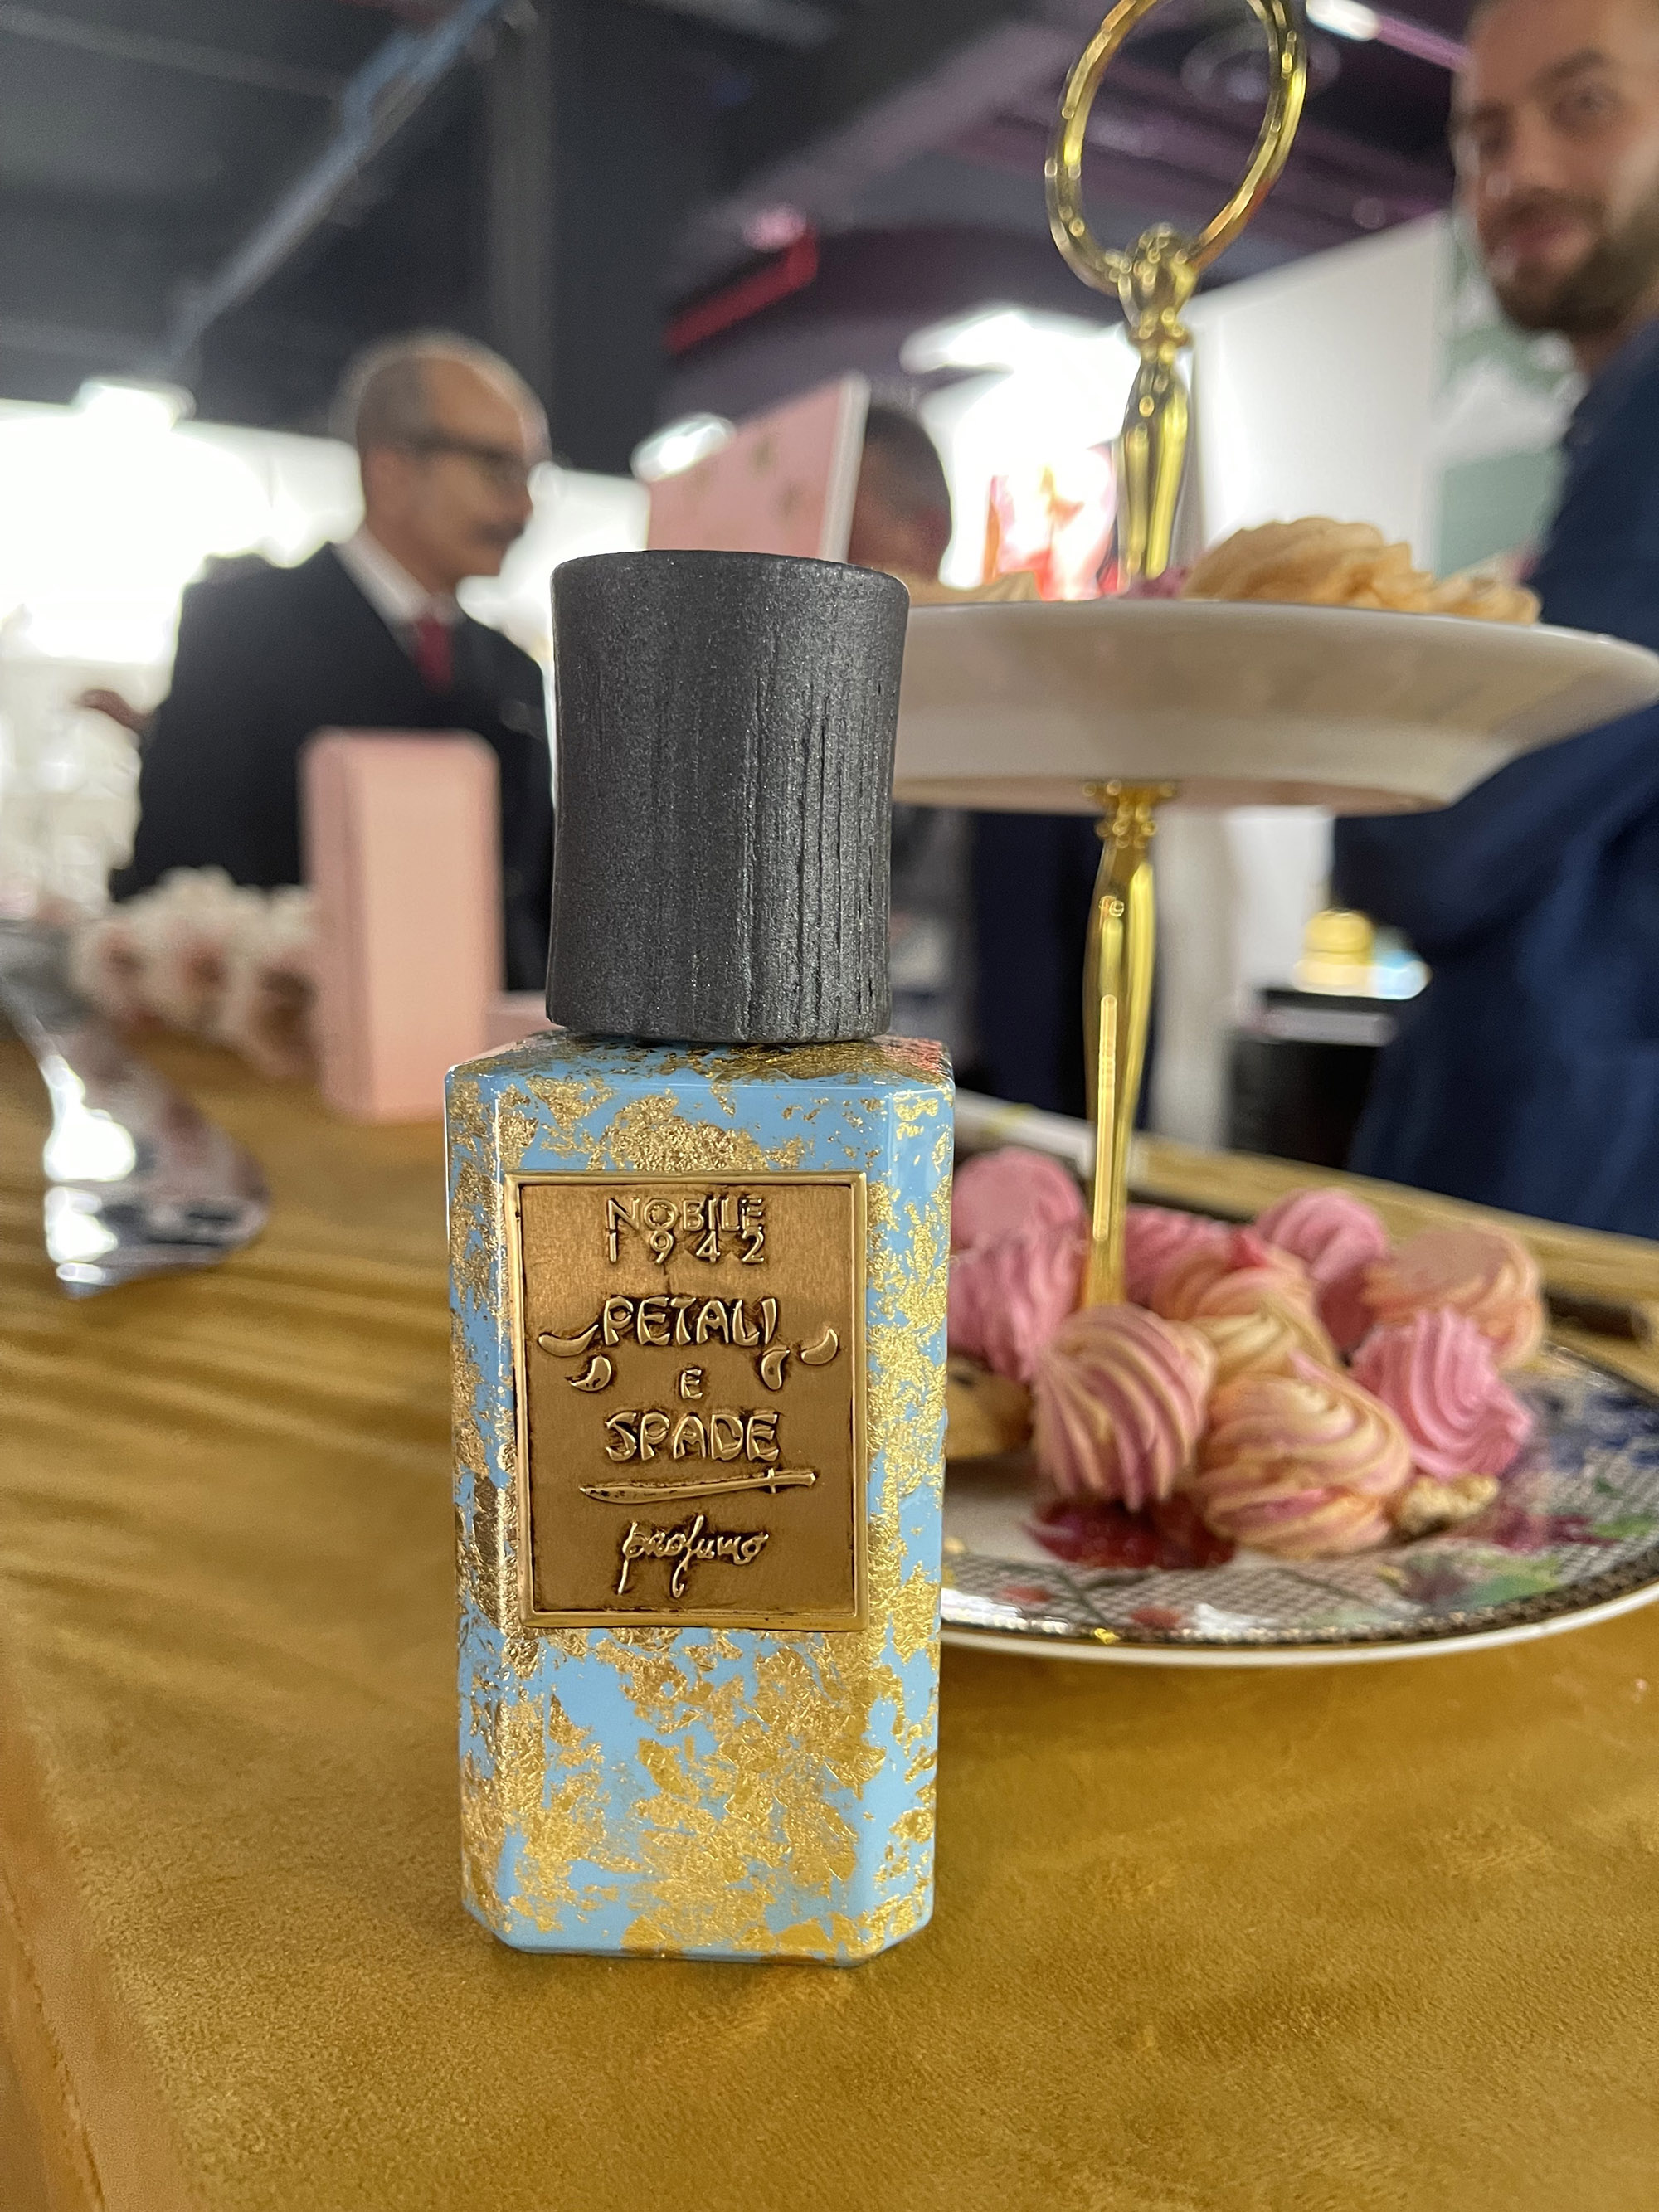 NOBILE
1942
PETALI
E
SPADE
profumo